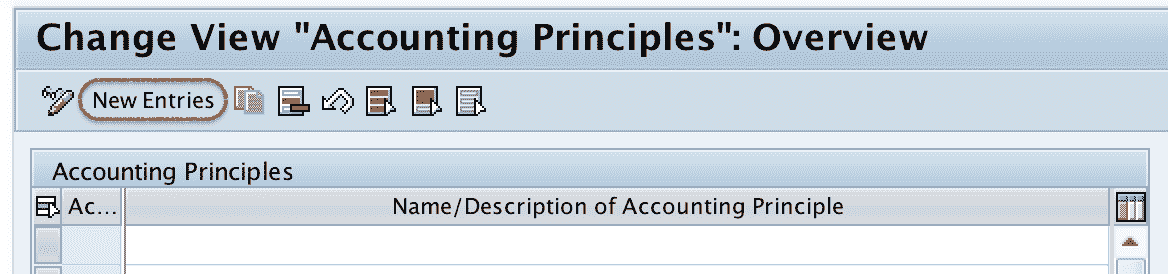 Change View "Accounting Principles": Overview
New Entries
Accounting Principles
Ac... Name/Description of Accounting Principle